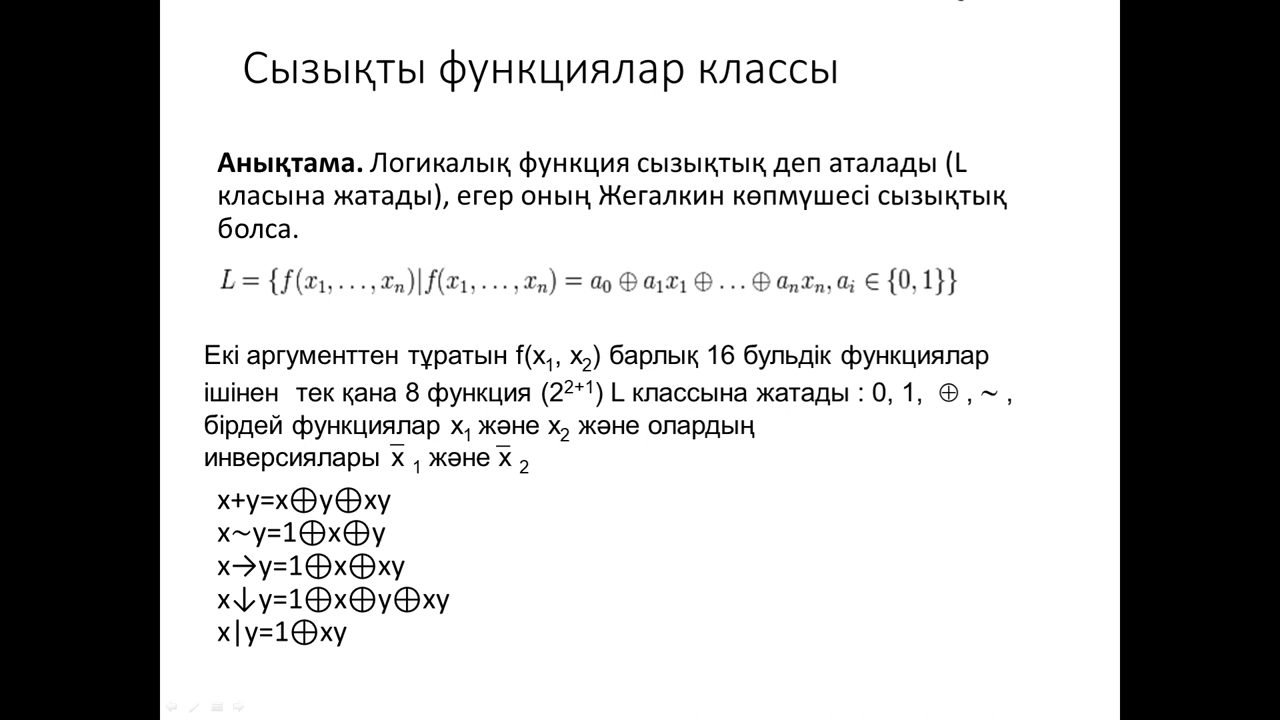 Сызықты функциялар классы
Анықтама. Логикалық функция сызықтық деп аталады (L
класына жатады), егер оның Жегалкин көпмүшесі сызықтық
болса.
L = {f(x₁, . . . , xₙ)|f(x₁, . . . , xₙ) = a₀ ⊕ a₁x₁ ⊕ . . . ⊕ aₙxₙ, aᵢ ∈ {0, 1}}
Екі аргументтен тұратын f(x₁, x₂) барлық 16 бульдік функциялар
ішінен тек қана 8 функция (2²⁺¹) L классына жатады : 0, 1, ⊕ , ~ ,
бірдей функциялар x₁ және x₂ және олардың
инверсиялары x̅ ₁ және x̅ ₂
x+y=x⊕y⊕xy
x~y=1⊕x⊕y
x→y=1⊕x⊕xy
x↓y=1⊕x⊕y⊕xy
x|y=1⊕xy